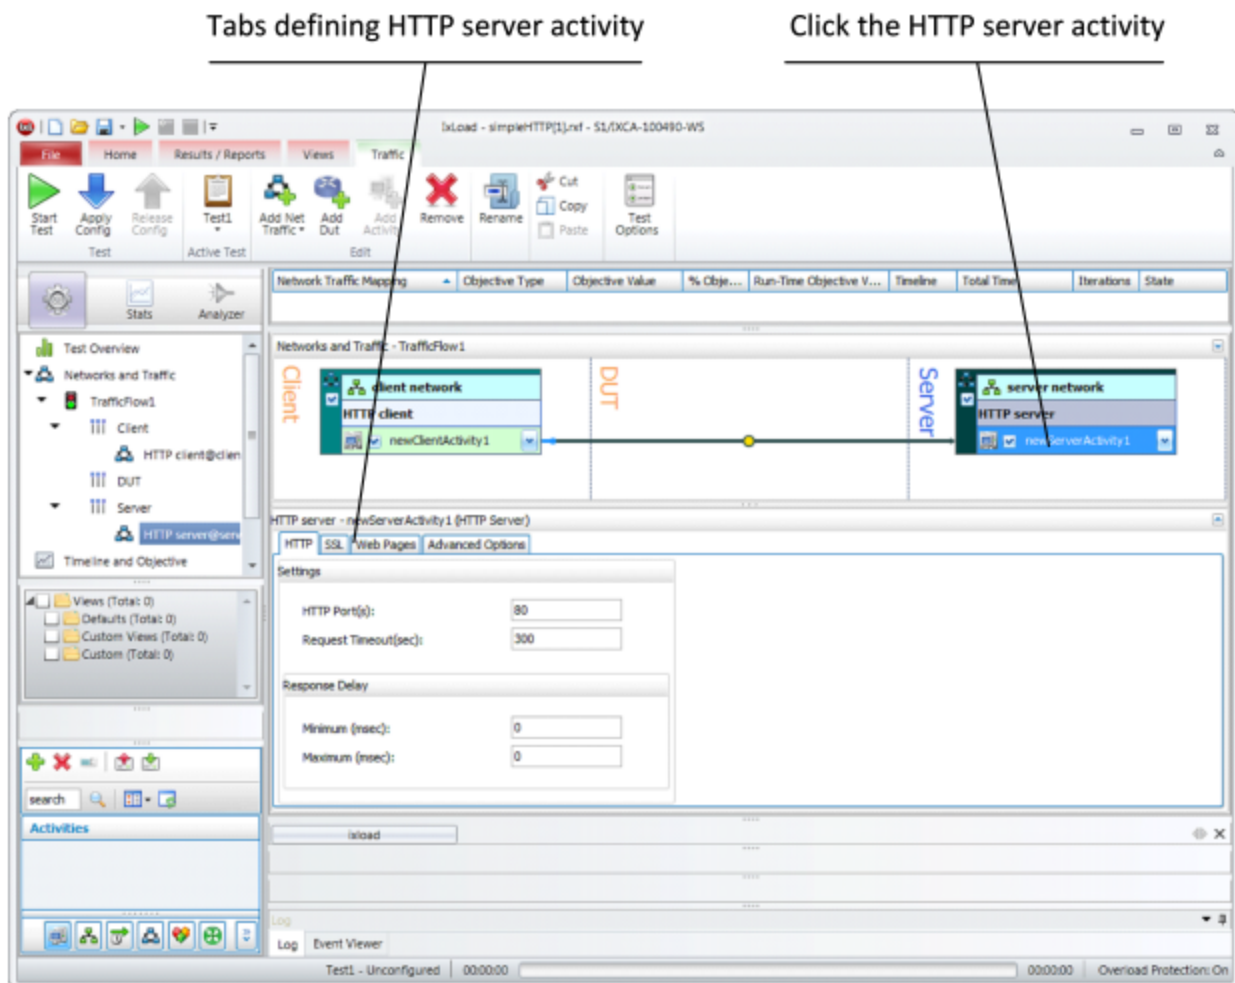 Tabs defining HTTP server activity
Click the HTTP server activity
IxLoad - simpleHTTP[1].rxf - S1/IXCA-100490-WS
File Home Results / Reports Views Traffic
Start Test
Apply Config
Release Config
Test1
Add Net Traffic
Add Dut
Add Activity
Remove
Rename
Cut
Copy
Paste
Test Options
Test
Active Test
Edit
Stats
Analyzer
Network Traffic Mapping Objective Type Objective Value % Obje... Run-Time Objective V... Timeline Total Time Iterations State
Test Overview
Networks and Traffic
TrafficFlow1
Client
HTTP client@clien
DUT
Server
HTTP server@serv
Timeline and Objective
Networks and Traffic - TrafficFlow1
Client
client network
HTTP client
newClientActivity1
DUT
Server
server network
HTTP server
newServerActivity1
HTTP server - newServerActivity1 (HTTP Server)
HTTP SSL Web Pages Advanced Options
Settings
HTTP Port(s): 80
Request Timeout(sec): 300
Response Delay
Minimum (msec): 0
Maximum (msec): 0
Views (Total: 0)
Defaults (Total: 0)
Custom Views (Total: 0)
Custom (Total: 0)
search
Activities
ixload
Log
Log Event Viewer
Test1 - Unconfigured 00:00:00 00:00:00 Overload Protection: On